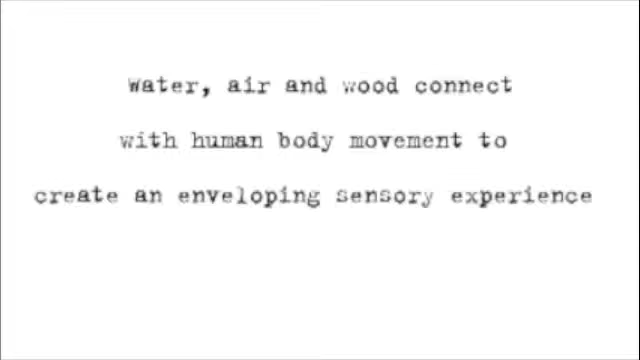 Water, air and wood connect
with human body movement to
create an enveloping sensory experience